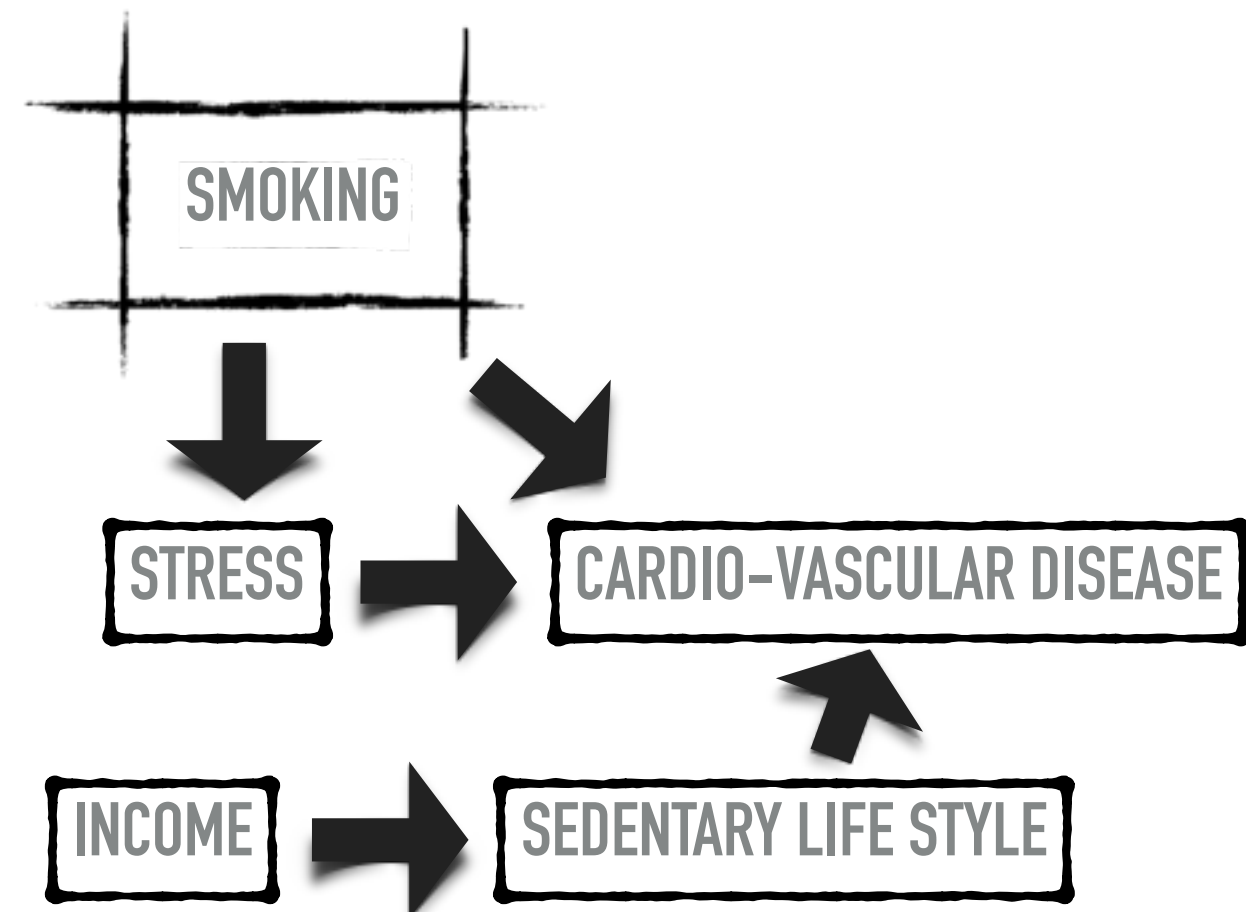 SMOKING
STRESS
CARDIO-VASCULAR DISEASE
INCOME
SEDENTARY LIFE STYLE